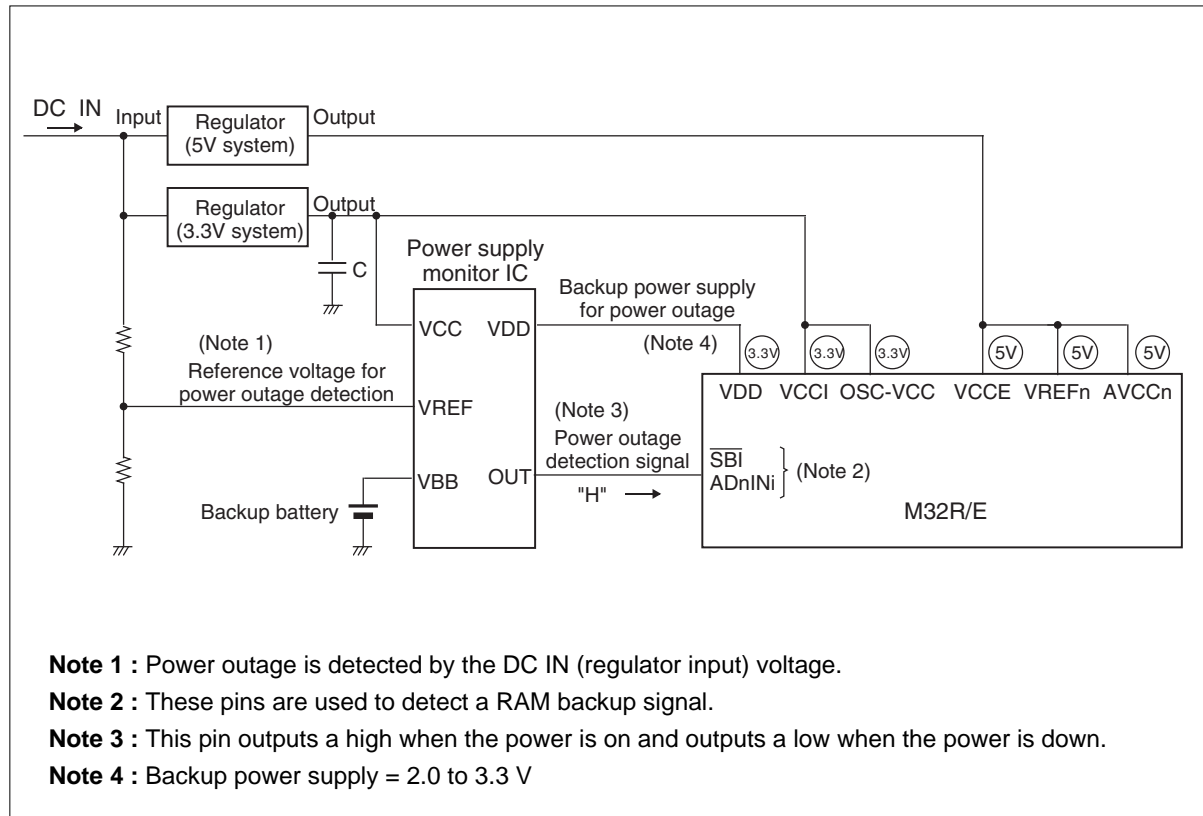 DC IN
Input
Regulator
(5V system)
Output
Regulator
(3.3V system)
Output
C
Power supply
monitor IC
Backup power supply
for power outage
(Note 4)
VCC
VDD
(Note 1)
Reference voltage for
power outage detection
VREF
3.3V
3.3V
3.3V
5V
5V
5V
VDD VCCI OSC-VCC VCCE VREFn AVCCn
(Note 3)
Power outage
detection signal
"H"
VBB
OUT
Backup battery
SBI
ADnINi
(Note 2)
M32R/E
Note 1 : Power outage is detected by the DC IN (regulator input) voltage.
Note 2 : These pins are used to detect a RAM backup signal.
Note 3 : This pin outputs a high when the power is on and outputs a low when the power is down.
Note 4 : Backup power supply = 2.0 to 3.3 V